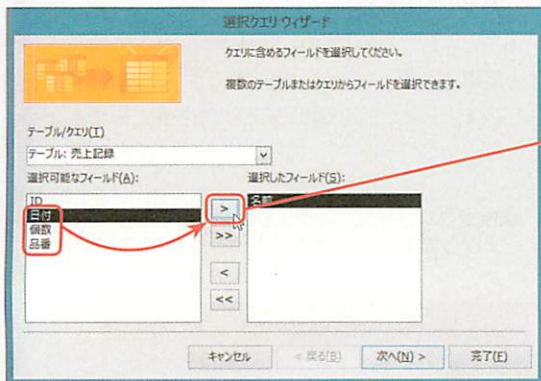 選択クエリ ウィザード
クエリに含めるフィールドを選択してください。
複数のテーブルまたはクエリからフィールドを選択できます。
テーブル/クエリ(T)
テーブル: 売上記録
選択可能なフィールド(A):
選択したフィールド(S):
ID
日付
個数
品番
名前
>
>>
<
<<
キャンセル
< 戻る(B)
次へ(N) >
完了(F)